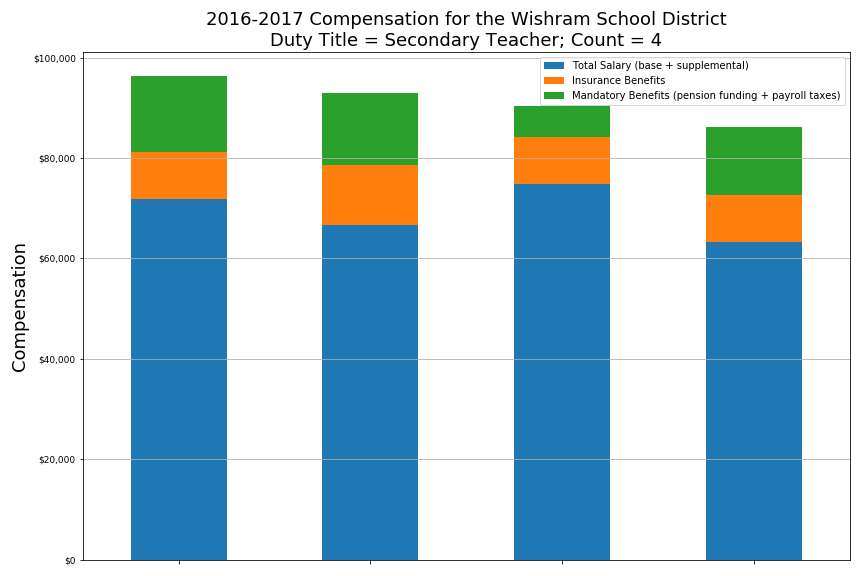 2016-2017 Compensation for the Wishram School District
Duty Title = Secondary Teacher; Count = 4
Total Salary (base + supplemental)
Insurance Benefits
Mandatory Benefits (pension funding + payroll taxes)
Compensation
$100,000
$80,000
$60,000
$40,000
$20,000
$0